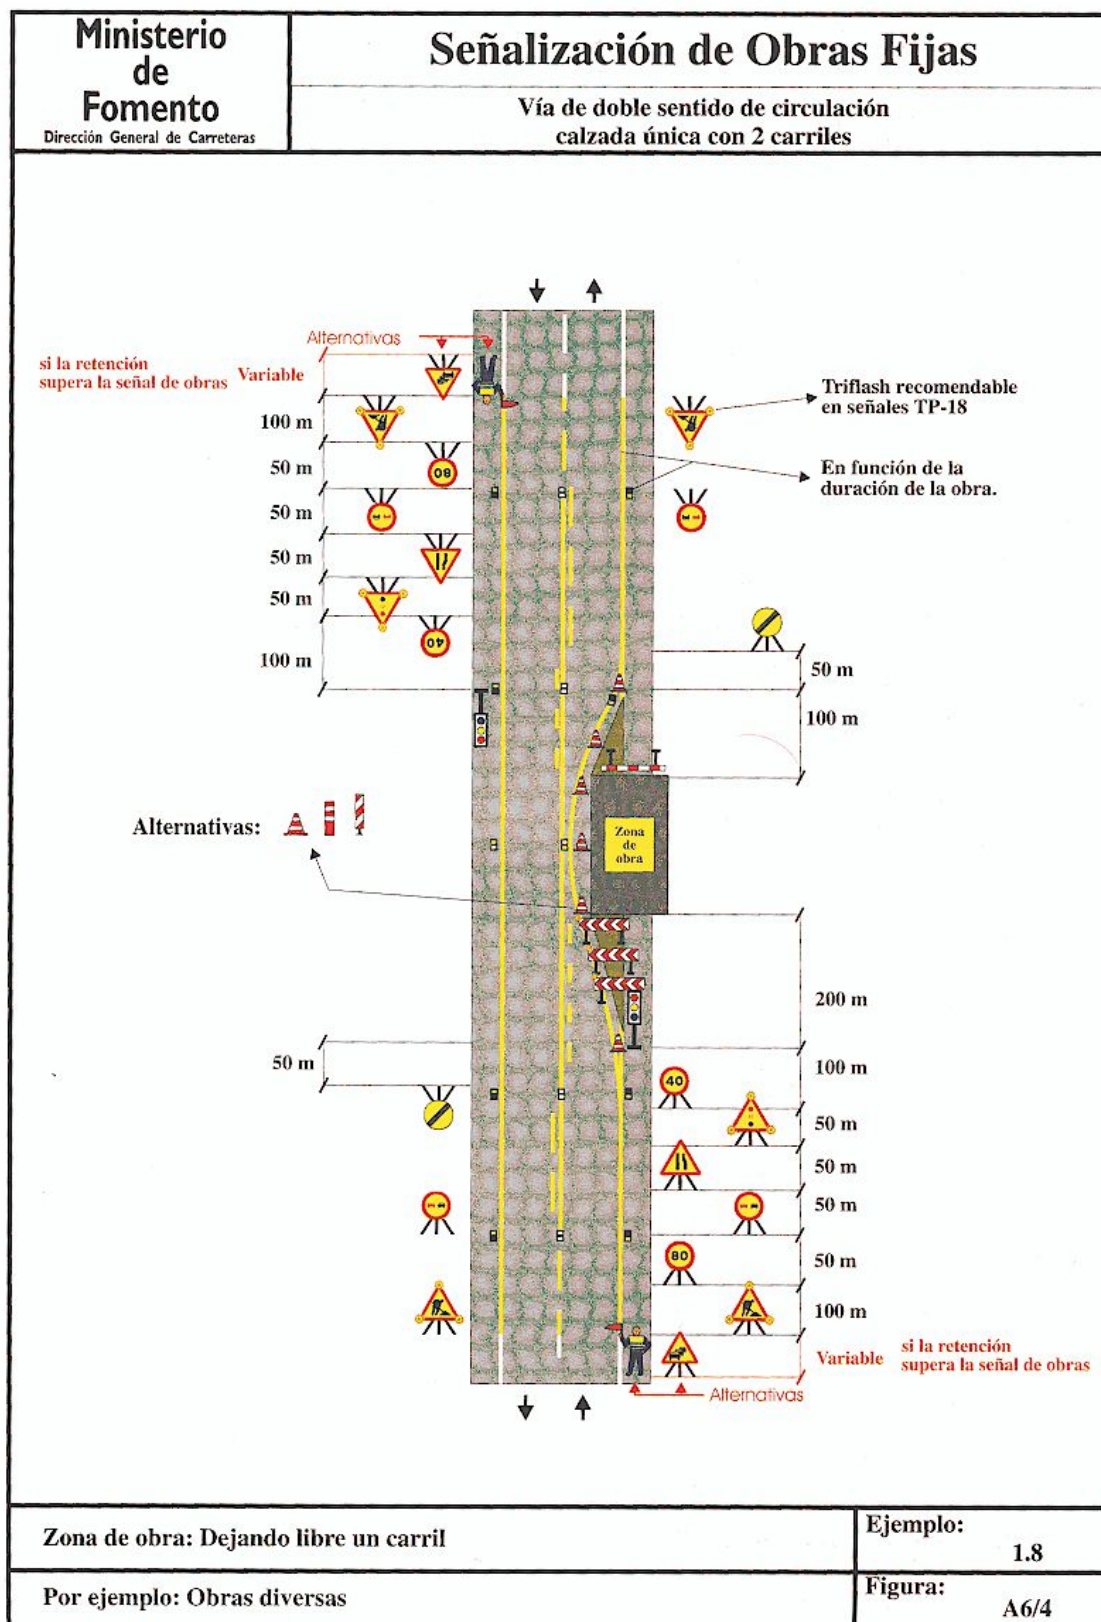 Ministerio
de
Fomento
Dirección General de Carreteras
Señalización de Obras Fijas
Vía de doble sentido de circulación
calzada única con 2 carriles
Alternativas
si la retención
supera la señal de obras
Variable
100 m
50 m
50 m
50 m
50 m
100 m
80
40
Triflash recomendable
en señales TP-18
En función de la
duración de la obra.
50 m
100 m
Alternativas:
Zona
de
obra
200 m
50 m
100 m
50 m
50 m
50 m
50 m
100 m
40
80
Variable
si la retención
supera la señal de obras
Alternativas
Zona de obra: Dejando libre un carril
Ejemplo:
1.8
Por ejemplo: Obras diversas
Figura:
A6/4